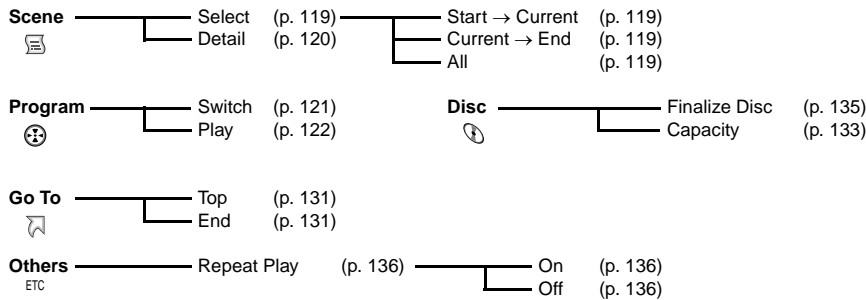 Scene Select (p. 119) Start → Current (p. 119)
Detail (p. 120) Current → End (p. 119)
All (p. 119)
Program Switch (p. 121) Disc Finalize Disc (p. 135)
Play (p. 122) Capacity (p. 133)
Go To Top (p. 131)
End (p. 131)
Others Repeat Play (p. 136) On (p. 136)
ETC Off (p. 136)